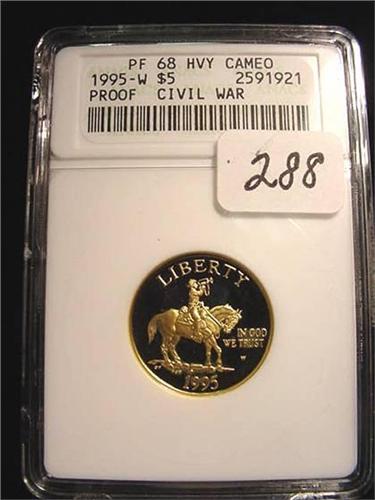 PF 68 HVY CAMEO
1995-W $5 2591921
PROOF CIVIL WAR
288
LIBERTY
IN GOD
WE TRUST
W
1995